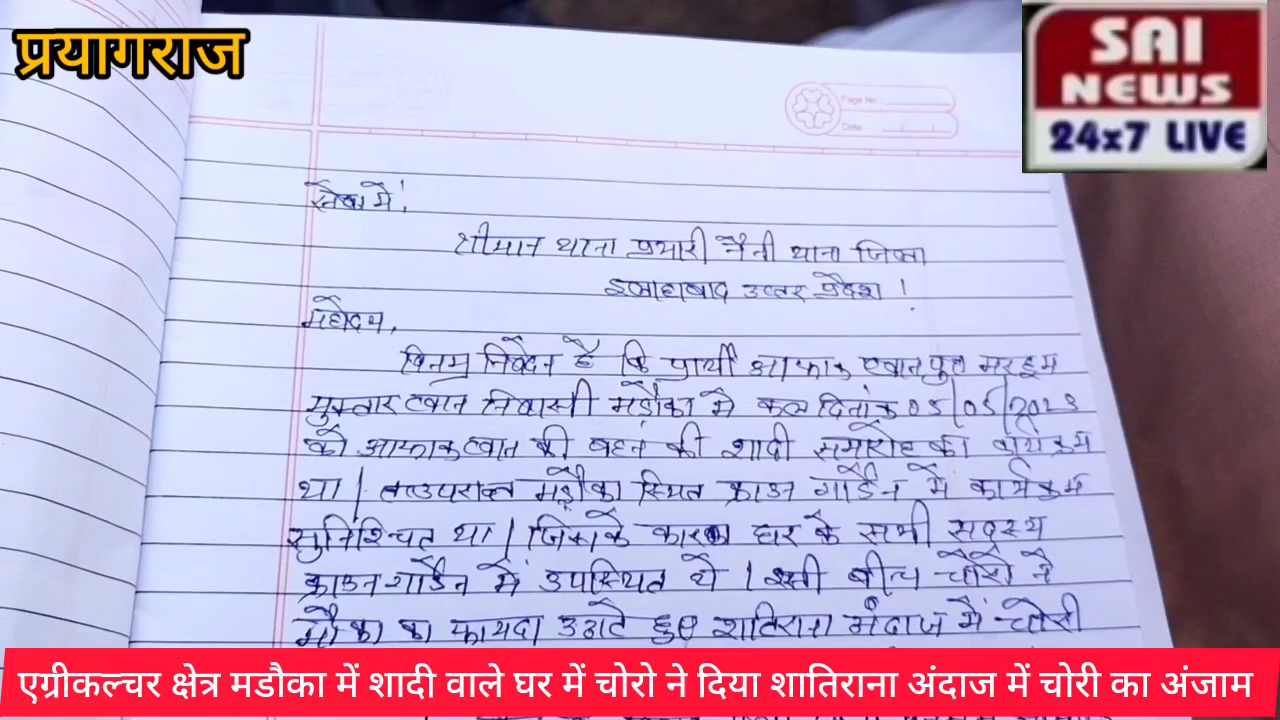 प्रयागराज
SAI
NEWS
24x7 LIVE
Page No.
Date
सेवा में!
श्रीमान थाना प्रभारी नैनी थाना जिला
इलाहाबाद उत्तर प्रदेश !
महोदय,
विनम्र निवेदन है कि प्रार्थी आफाक खान पुत्र मरहूम
मुख्तार खान निवासी मड़ौका में कल दिनांक 05/05/2023
को आफाक खान की बहन की शादी समारोह का कार्यक्रम
था | तत्उपरान्त मड़ौका स्थित क्राउन गार्डेन में कार्यक्रम
सुनिश्चित था | जिसके कारण घर के सभी सदस्य
क्राउन गार्डेन में उपस्थित थे | इसी बीच चोरों ने
मौका का फायदा उठाते हुए शातिराना अंदाज में चोरी
एग्रीकल्चर क्षेत्र मडौका में शादी वाले घर में चोरो ने दिया शातिराना अंदाज में चोरी का अंजाम